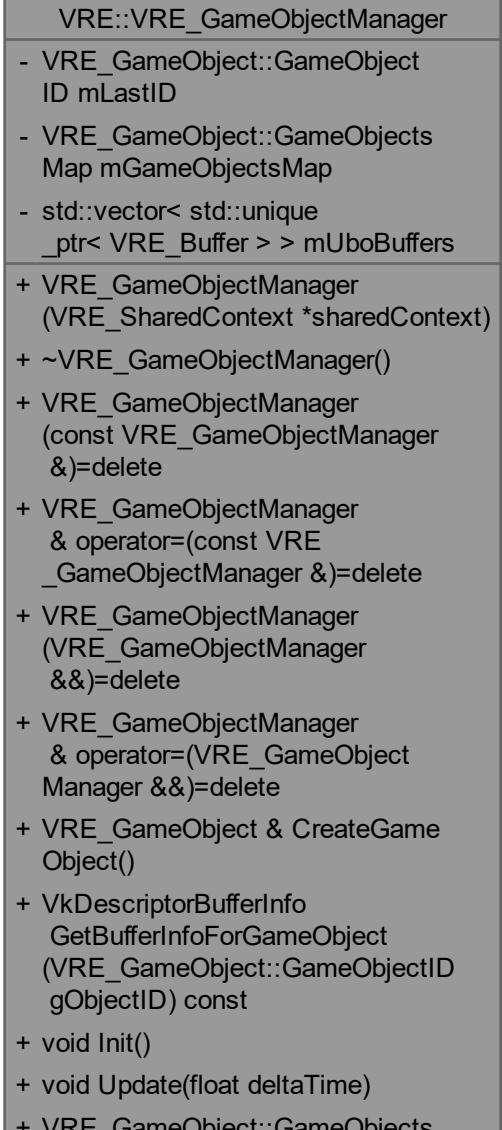 VRE::VRE_GameObjectManager
- VRE_GameObject::GameObject
ID mLastID
- VRE_GameObject::GameObjects
Map mGameObjectsMap
- std::vector< std::unique
_ptr< VRE_Buffer > > mUboBuffers
+ VRE_GameObjectManager
(VRE_SharedContext *sharedContext)
+ ~VRE_GameObjectManager()
+ VRE_GameObjectManager
(const VRE_GameObjectManager
&)=delete
+ VRE_GameObjectManager
& operator=(const VRE
_GameObjectManager &)=delete
+ VRE_GameObjectManager
(VRE_GameObjectManager
&&)=delete
+ VRE_GameObjectManager
& operator=(VRE_GameObject
Manager &&)=delete
+ VRE_GameObject & CreateGame
Object()
+ VkDescriptorBufferInfo
GetBufferInfoForGameObject
(VRE_GameObject::GameObjectID
gObjectID) const
+ void Init()
+ void Update(float deltaTime)
+ VRE_GameObject::GameObjects